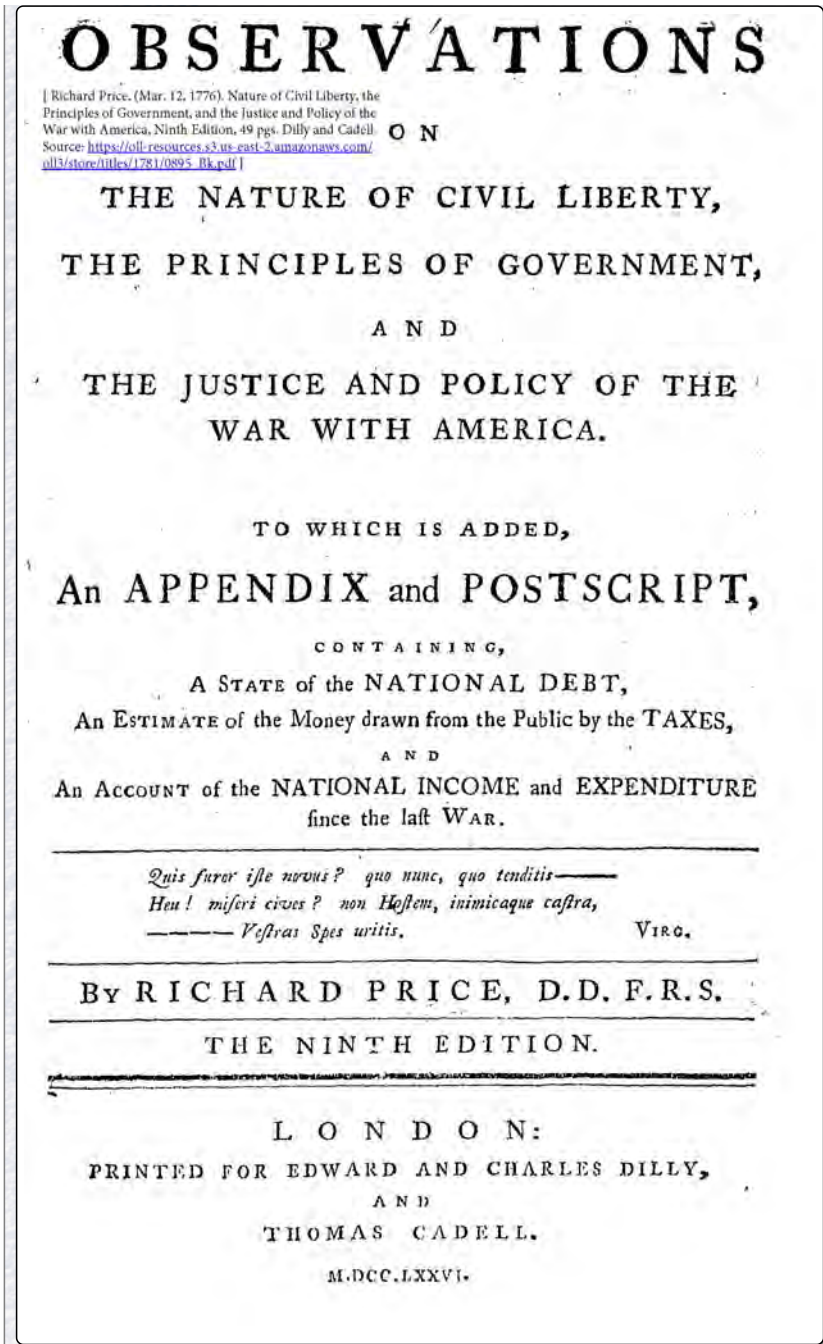 OBSERVATIONS
[ Richard Price. (Mar. 12, 1776). Nature of Civil Liberty, the
Principles of Government, and the Justice and Policy of the
War with America, Ninth Edition, 49 pgs. Dilly and Cadell.
Source: https://oll-resources.s3.us-east-2.amazonaws.com/
oll3/store/titles/1781/0895_Bk.pdf ]
ON
THE NATURE OF CIVIL LIBERTY,
THE PRINCIPLES OF GOVERNMENT,
AND
THE JUSTICE AND POLICY OF THE
WAR WITH AMERICA.
TO WHICH IS ADDED,
An APPENDIX and POSTSCRIPT,
CONTAINING,
A STATE of the NATIONAL DEBT,
An ESTIMATE of the Money drawn from the Public by the TAXES,
AND
An ACCOUNT of the NATIONAL INCOME and EXPENDITURE
ſince the laſt WAR.
Quis furor iſte novus? quo nunc, quo tenditis———
Heu! miſeri cives? non Hoſtem, inimicaque caſtra,
———— Veſtras Spes uritis. VIRG.
BY RICHARD PRICE, D.D. F.R.S.
THE NINTH EDITION.
LONDON:
PRINTED FOR EDWARD AND CHARLES DILLY,
AND
THOMAS CADELL.
M.DCC.LXXVI.